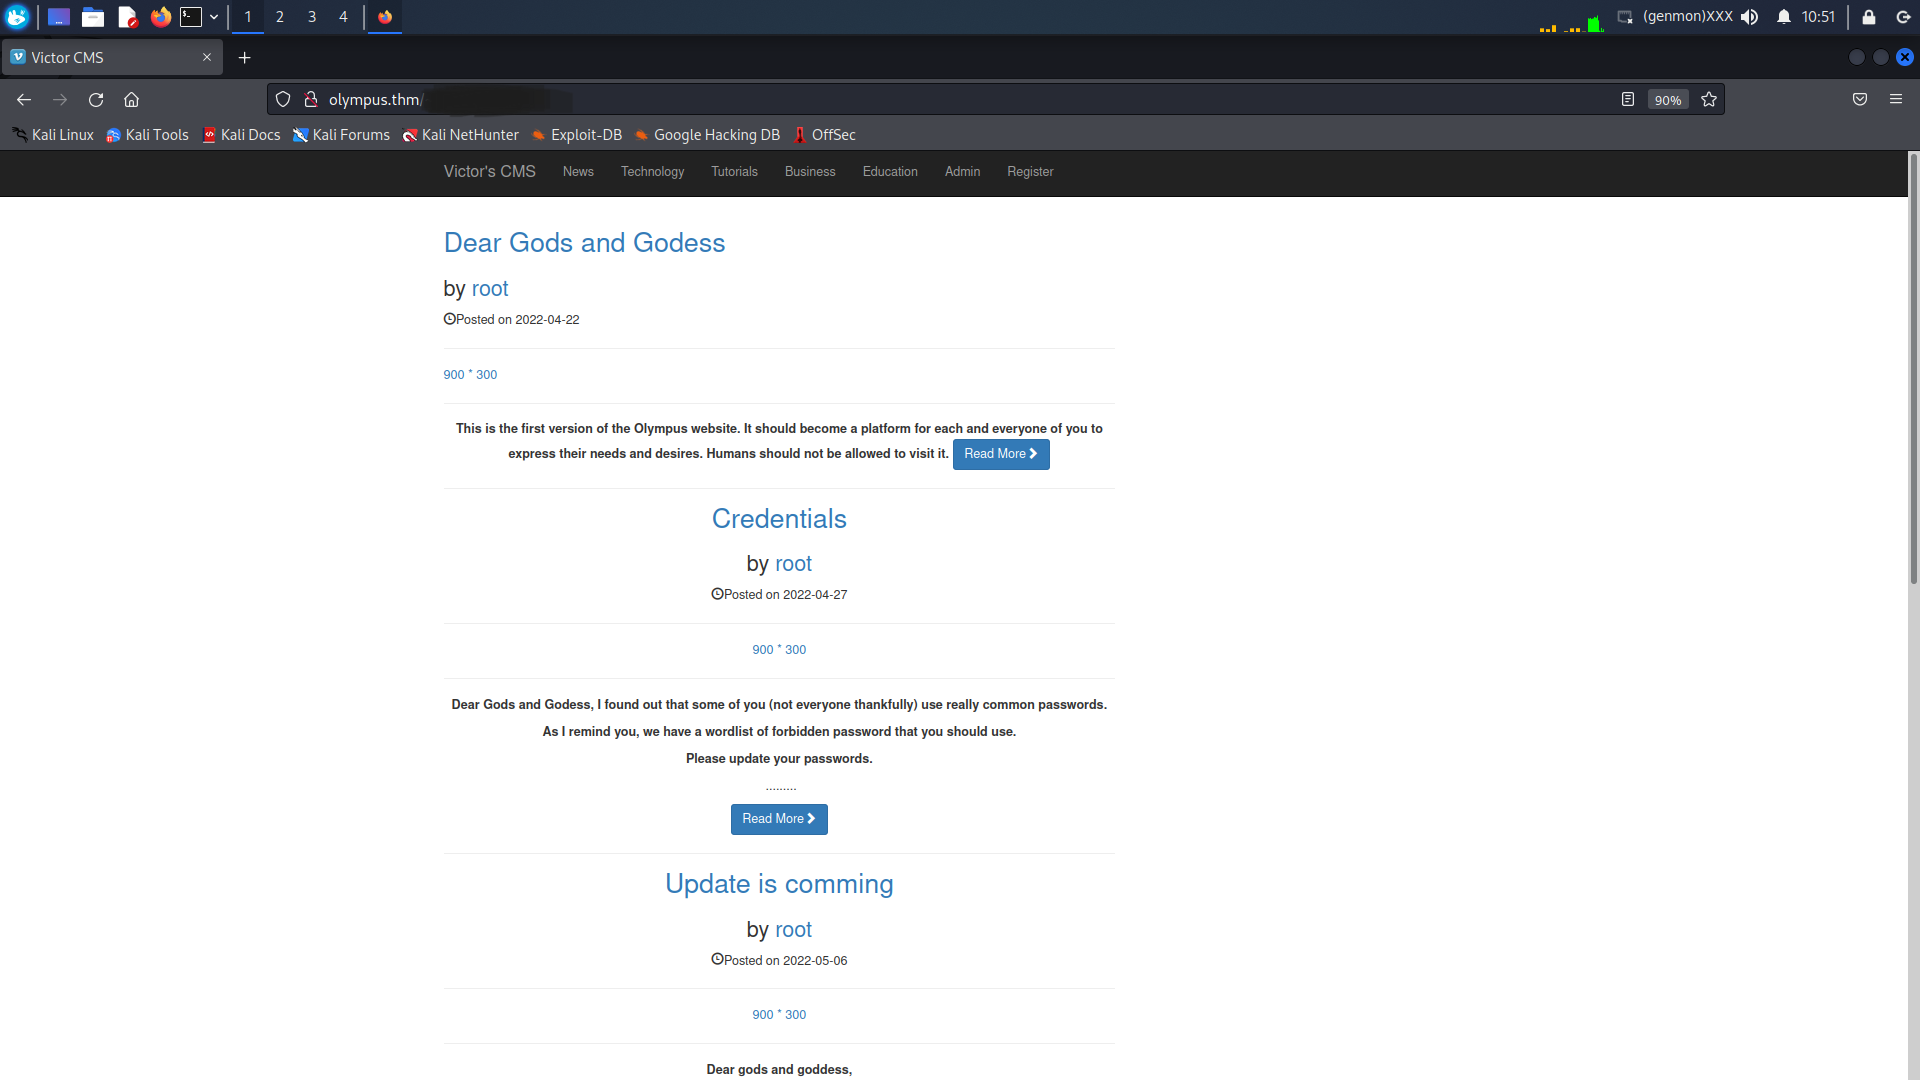 1 2 3 4 (genmon)XXX 10:51
Victor CMS
olympus.thm/ 90%
Kali Linux Kali Tools Kali Docs Kali Forums Kali NetHunter Exploit-DB Google Hacking DB OffSec
Victor's CMS News Technology Tutorials Business Education Admin Register
Dear Gods and Godess
by root
Posted on 2022-04-22
900 * 300
This is the first version of the Olympus website. It should become a platform for each and everyone of you to
express their needs and desires. Humans should not be allowed to visit it. Read More
Credentials
by root
Posted on 2022-04-27
900 * 300
Dear Gods and Godess, I found out that some of you (not everyone thankfully) use really common passwords.
As I remind you, we have a wordlist of forbidden password that you should use.
Please update your passwords.
.........
Read More
Update is comming
by root
Posted on 2022-05-06
900 * 300
Dear gods and goddess,